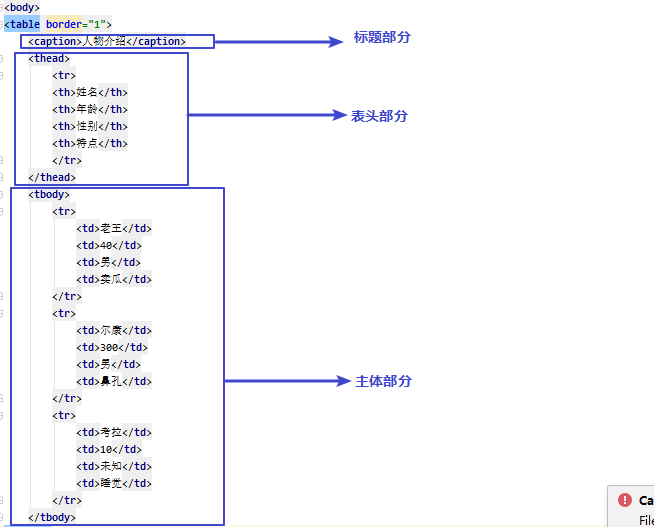 <body>
<table border="1">
<caption>人物介绍</caption>
标题部分
<thead>
<tr>
<th>姓名</th>
<th>年龄</th>
表头部分
<th>性别</th>
<th>特点</th>
</tr>
</thead>
<tbody>
<tr>
<td>老王</td>
<td>40</td>
<td>男</td>
<td>卖瓜</td>
</tr>
<tr>
<td>尔康</td>
<td>300</td>
<td>男</td>
<td>鼻孔</td>
主体部分
</tr>
<tr>
<td>考拉</td>
<td>10</td>
<td>未知</td>
<td>睡觉</td>
</tr>
</tbody>
Ca
File